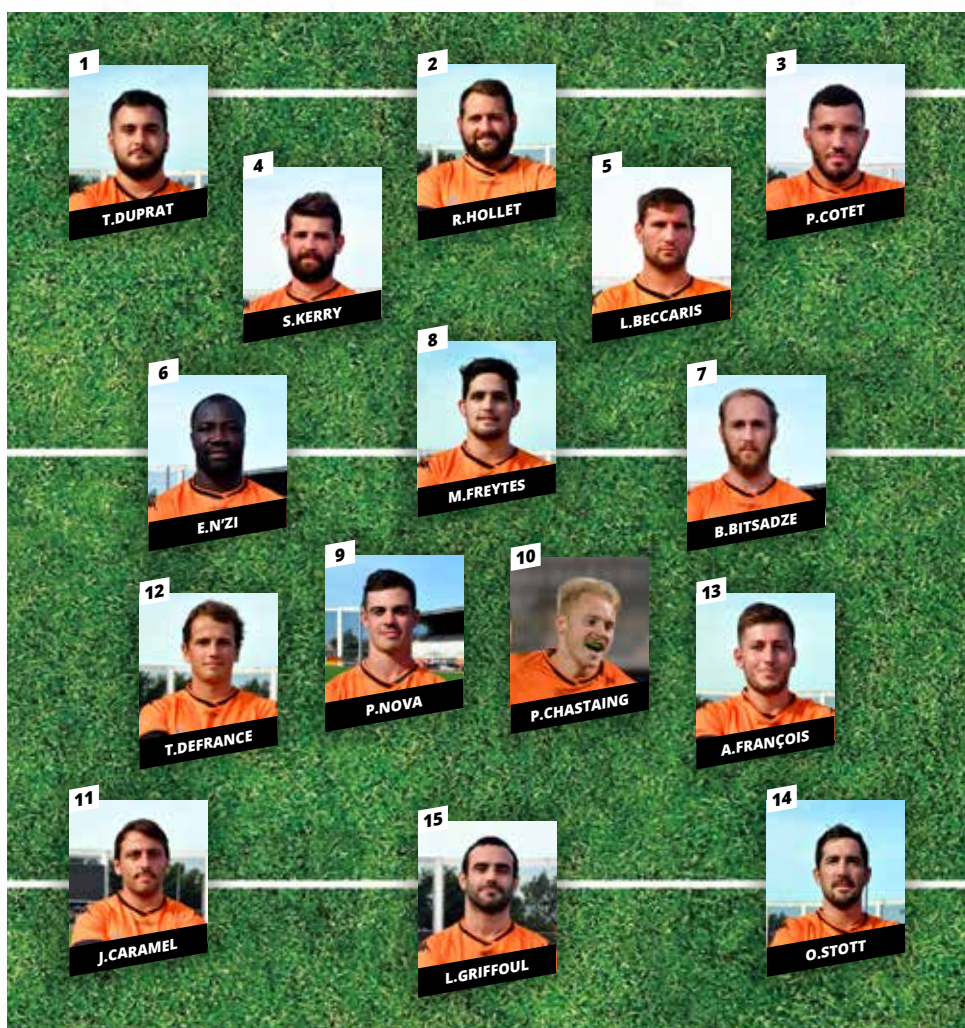 1
T.DUPRAT
2
R.HOLLET
3
P.COTET
4
S.KERRY
5
L.BECCARIS
6
E.N'ZI
8
M.FREYTES
7
B.BITSADZE
12
T.DEFRANCE
9
P.NOVA
10
P.CHASTAING
13
A.FRANÇOIS
11
J.CARAMEL
15
L.GRIFFOUL
14
O.STOTT